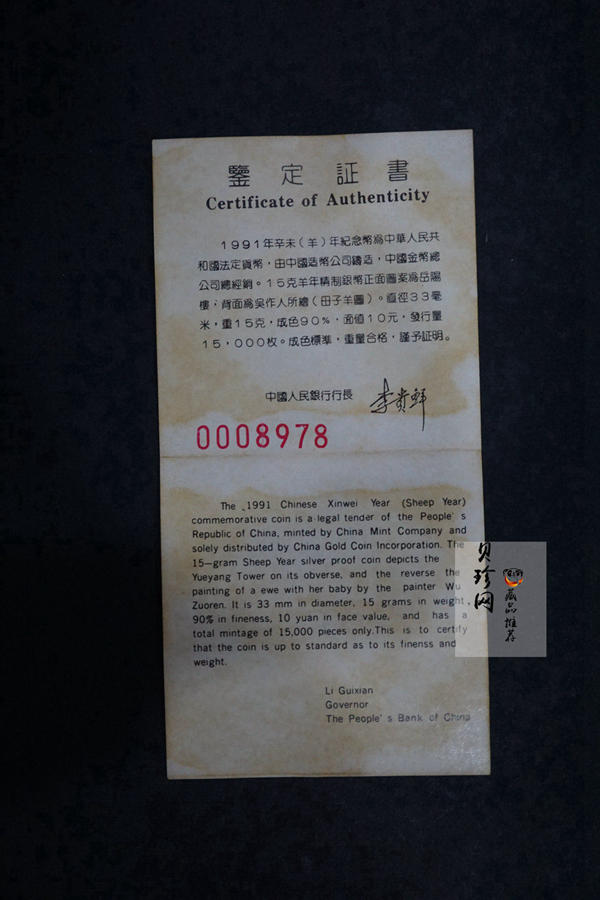 鑒定証書
Certificate of Authenticity
1991年辛未（羊）年紀念幣爲中華人民共
和國法定貨幣，由中國造幣公司鑄造，中國金幣總
公司總經銷。15克羊年精制銀幣正面圖案爲岳陽
樓；背面爲吳作人所繪（母子羊圖）。直徑33毫
米，重15克，成色90%，面值10元，發行量
15，000枚。成色標準，重量合格，謹予証明。
中國人民銀行行長 李贵鲜
0008978
The 1991 Chinese Xinwei Year (Sheep Year)
commemorative coin is a legal tender of the People's
Republic of China, minted by China Mint Company and
solely distributed by China Gold Coin Incorporation. The
15—gram Sheep Year silver proof coin depicts the
Yueyang Tower on its obverse, and the reverse the
painting of a ewe with her baby by the painter Wu
Zuoren. It is 33 mm in diameter, 15 grams in weight,
90% in fineness, 10 yuan in face value, and has a
total mintage of 15,000 pieces only.This is to certify
that the coin is up to standard as to its finenss and
weight.
Li Guixian
Governor
The People's Bank of China
贝珍网
藏品推荐